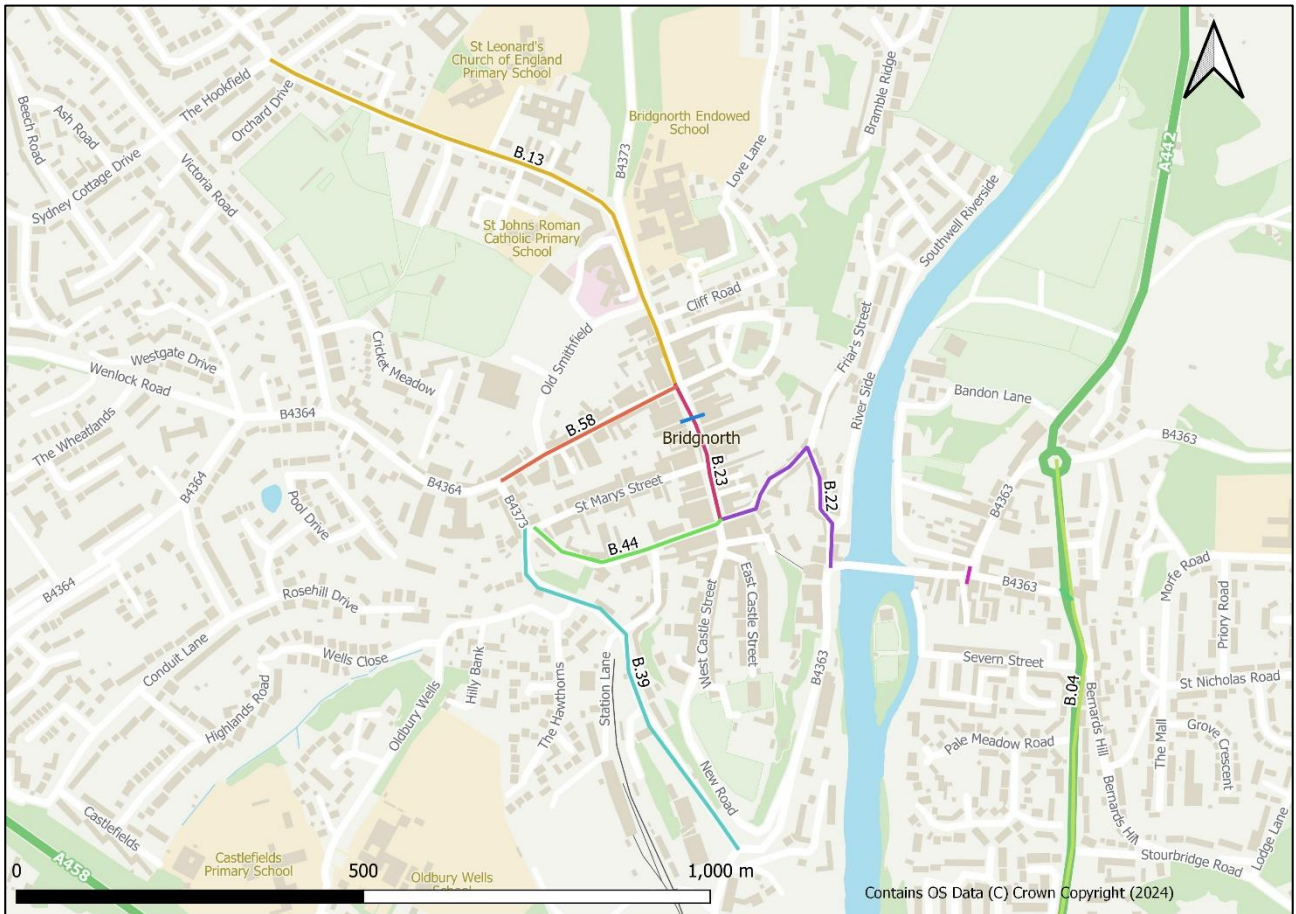 St Leonard's
Church of England
Primary School
The Hookfield
Orchard Drive
Ash Road
Beech Road
Bridgnorth Endowed
School
Bramble Ridge
A442
B.13
B4373
Love Lane
Sydney Cottage Drive
Victoria Road
St Johns Roman
Catholic Primary
School
Southwell Riverside
Cliff Road
Old Smithfield
Friar's Street
River Side
Cricket Meadow
Westgate Drive
Wenlock Road
Bandon Lane
B4364
B.58
Bridgnorth
B4363
The Wheatlands
B4364
B4364
B.23
St Marys Street
B.22
B4363
Pool Drive
B4373
B.44
Morfe Road
B4363
Priory Road
B4364
Rosehill Drive
West Castle Street
East Castle Street
Conduit Lane
Wells Close
Severn Street
B4363
St Nicholas Road
B.39
B.04
Bernards Hill
Highlands Road
Oldbury Wells
Hilly Bank
The Hawthorns
Station Lane
Pale Meadow Road
The Mall
Grove
Crescent
New Road
Bernards Hill
Castlefields
Stourbridge Road
Lodge Lane
A458
Castlefields
Primary School
Oldbury Wells
School
0
500
1,000 m
Contains OS Data (C) Crown Copyright (2024)